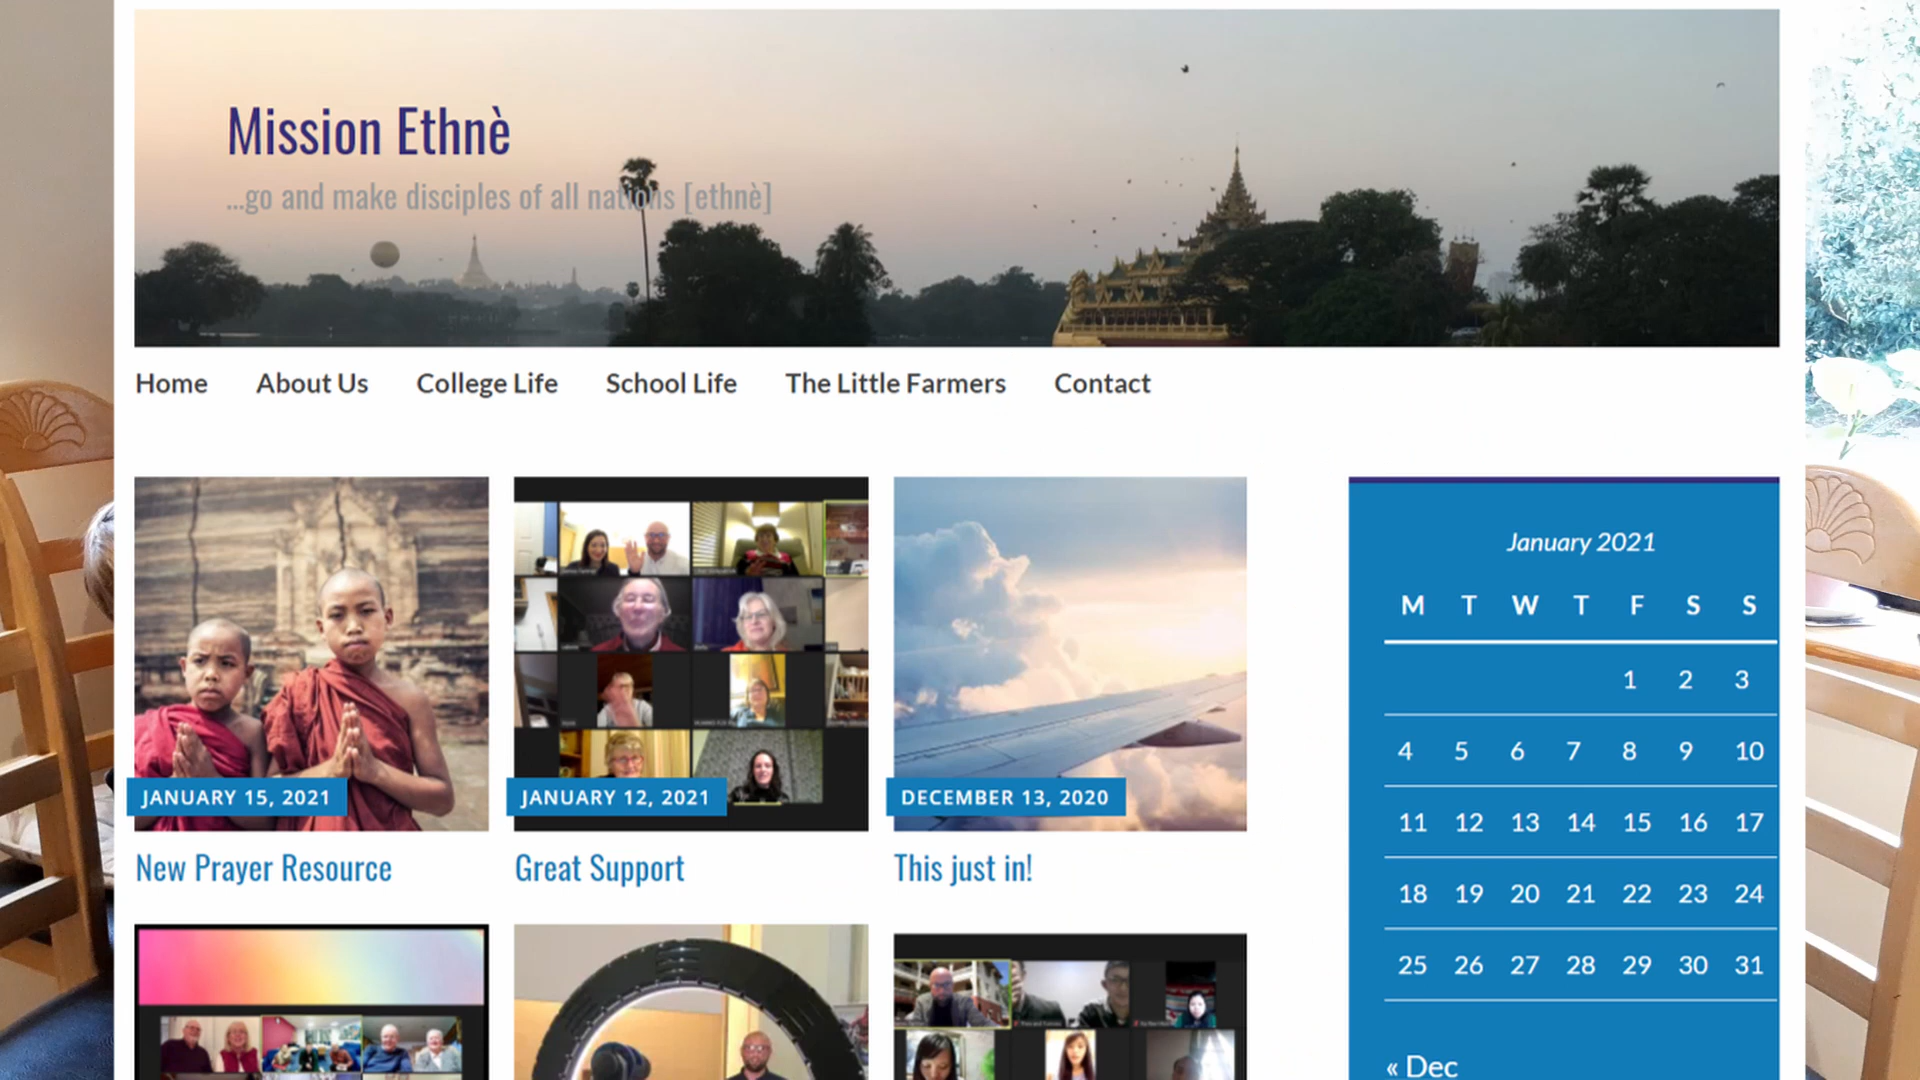 Mission Ethnè
...go and make disciples of all nations [ethnè]
Home About Us College Life School Life The Little Farmers Contact
JANUARY 15, 2021
New Prayer Resource
JANUARY 12, 2021
Great Support
DECEMBER 13, 2020
This just in!
January 2021
M T W T F S S
1 2 3
4 5 6 7 8 9 10
11 12 13 14 15 16 17
18 19 20 21 22 23 24
25 26 27 28 29 30 31
« Dec